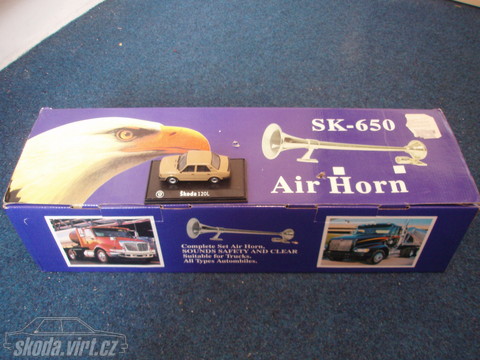 SK-650
Air Horn
Škoda 120L
Complete Set Air Horn,
SOUNDS SAFETY AND CLEAR
Suitable for Trucks.
All Types Autombiles.
skoda.virt.cz